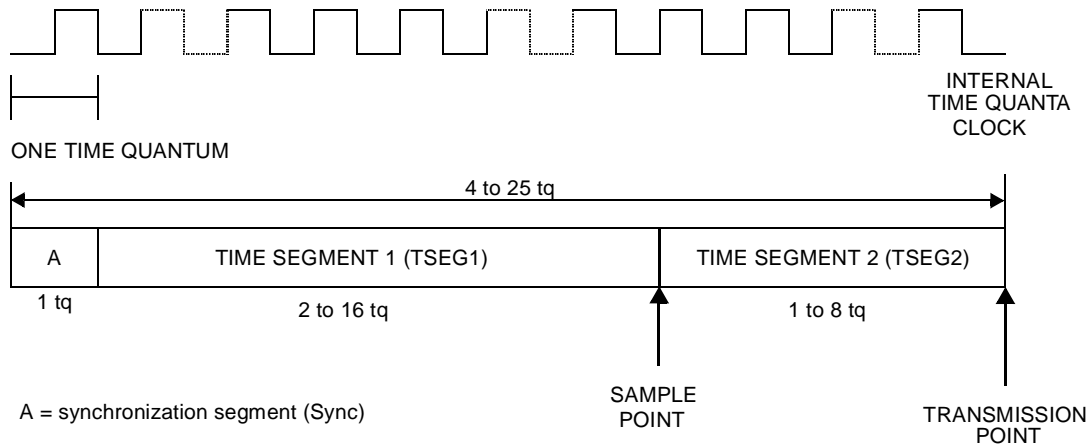 INTERNAL
TIME QUANTA
CLOCK
ONE TIME QUANTUM
4 to 25 tq
A
TIME SEGMENT 1 (TSEG1)
TIME SEGMENT 2 (TSEG2)
1 tq
2 to 16 tq
1 to 8 tq
A = synchronization segment (Sync)
SAMPLE
POINT
TRANSMISSION
POINT